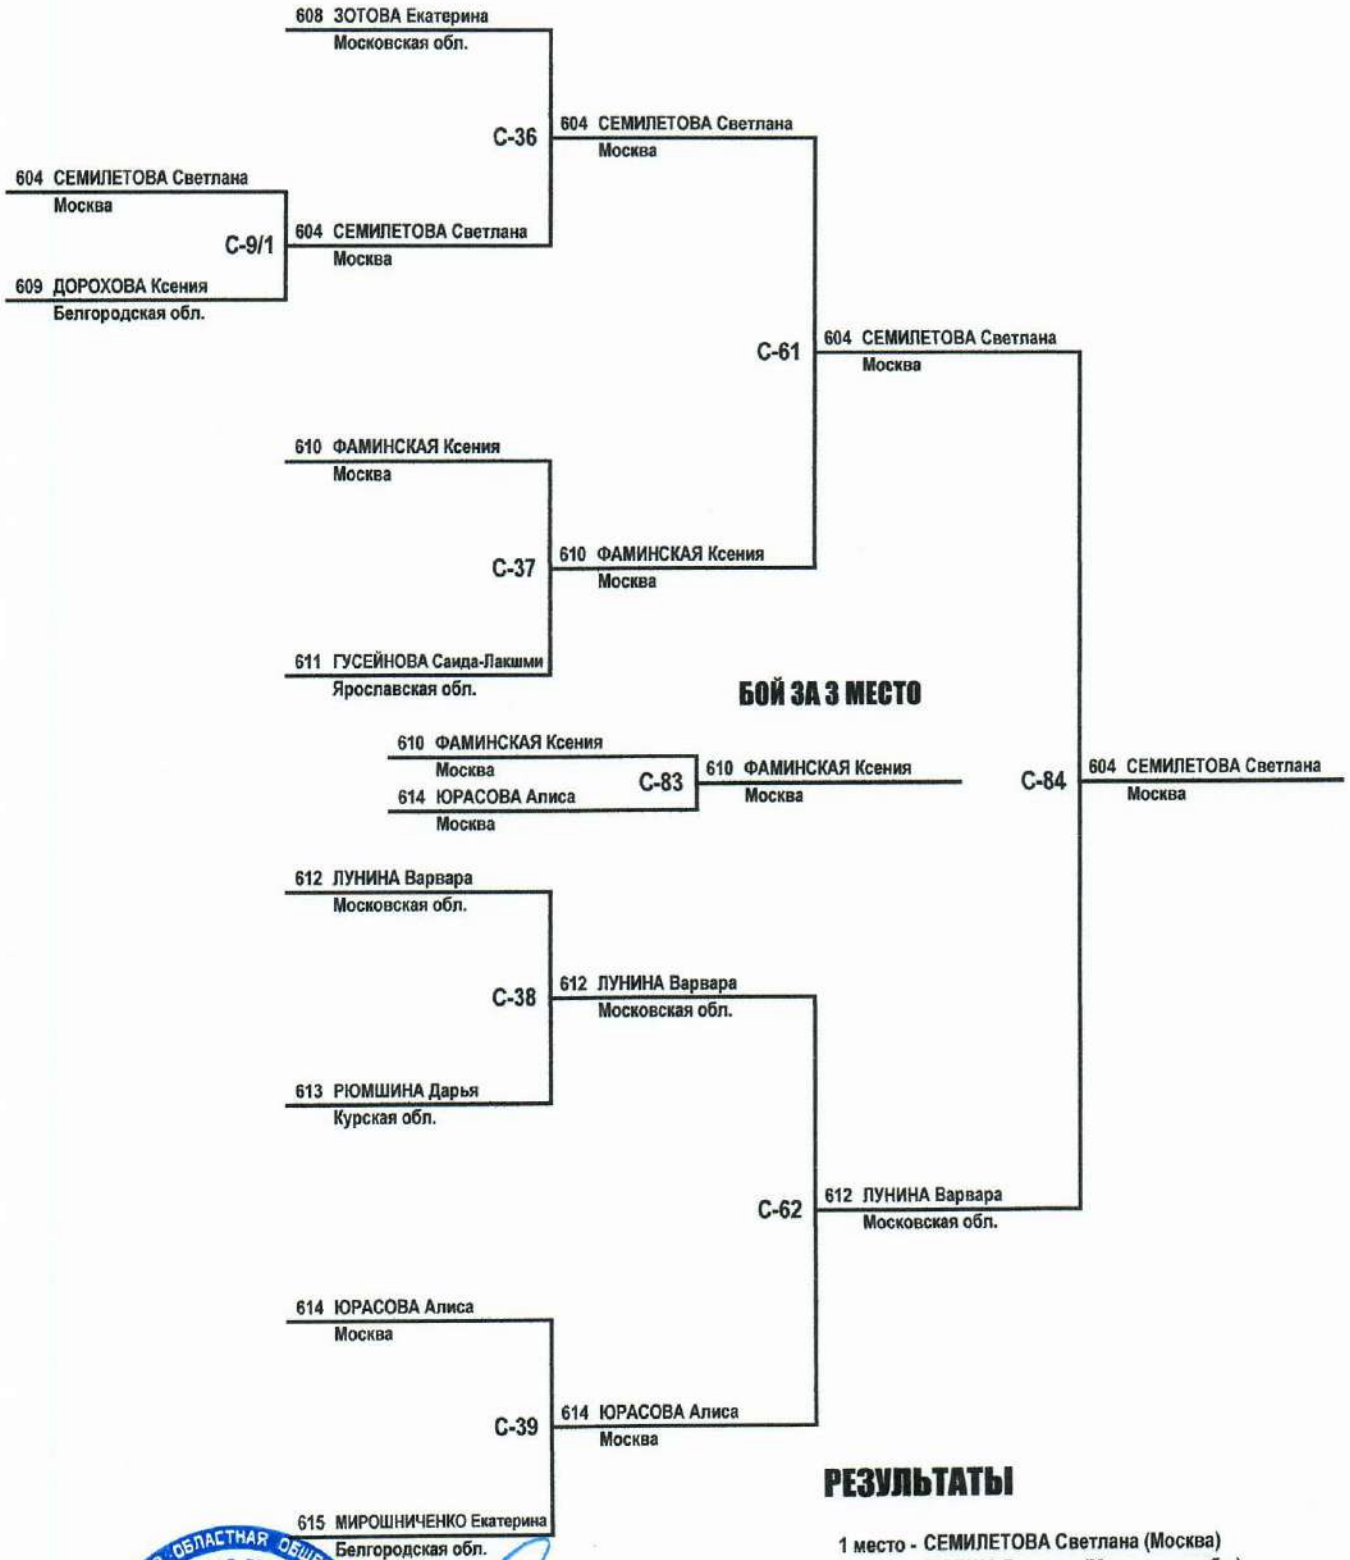 608 ЗОТОВА Екатерина
Московская обл.
С-36
604 СЕМИЛЕТОВА Светлана
Москва
604 СЕМИЛЕТОВА Светлана
Москва
С-9/1
604 СЕМИЛЕТОВА Светлана
Москва
609 ДОРОХОВА Ксения
Белгородская обл.
С-61
604 СЕМИЛЕТОВА Светлана
Москва
610 ФАМИНСКАЯ Ксения
Москва
С-37
610 ФАМИНСКАЯ Ксения
Москва
611 ГУСЕЙНОВА Саида-Лакшми
Ярославская обл.
БОЙ ЗА 3 МЕСТО
610 ФАМИНСКАЯ Ксения
Москва
С-83
610 ФАМИНСКАЯ Ксения
Москва
614 ЮРАСОВА Алиса
Москва
С-84
604 СЕМИЛЕТОВА Светлана
Москва
612 ЛУНИНА Варвара
Московская обл.
С-38
612 ЛУНИНА Варвара
Московская обл.
613 РЮМШИНА Дарья
Курская обл.
С-62
612 ЛУНИНА Варвара
Московская обл.
614 ЮРАСОВА Алиса
Москва
С-39
614 ЮРАСОВА Алиса
Москва
615 МИРОШНИЧЕНКО Екатерина
Белгородская обл.
РЕЗУЛЬТАТЫ
1 место - СЕМИЛЕТОВА Светлана (Москва)
ОБЛАСТНАЯ